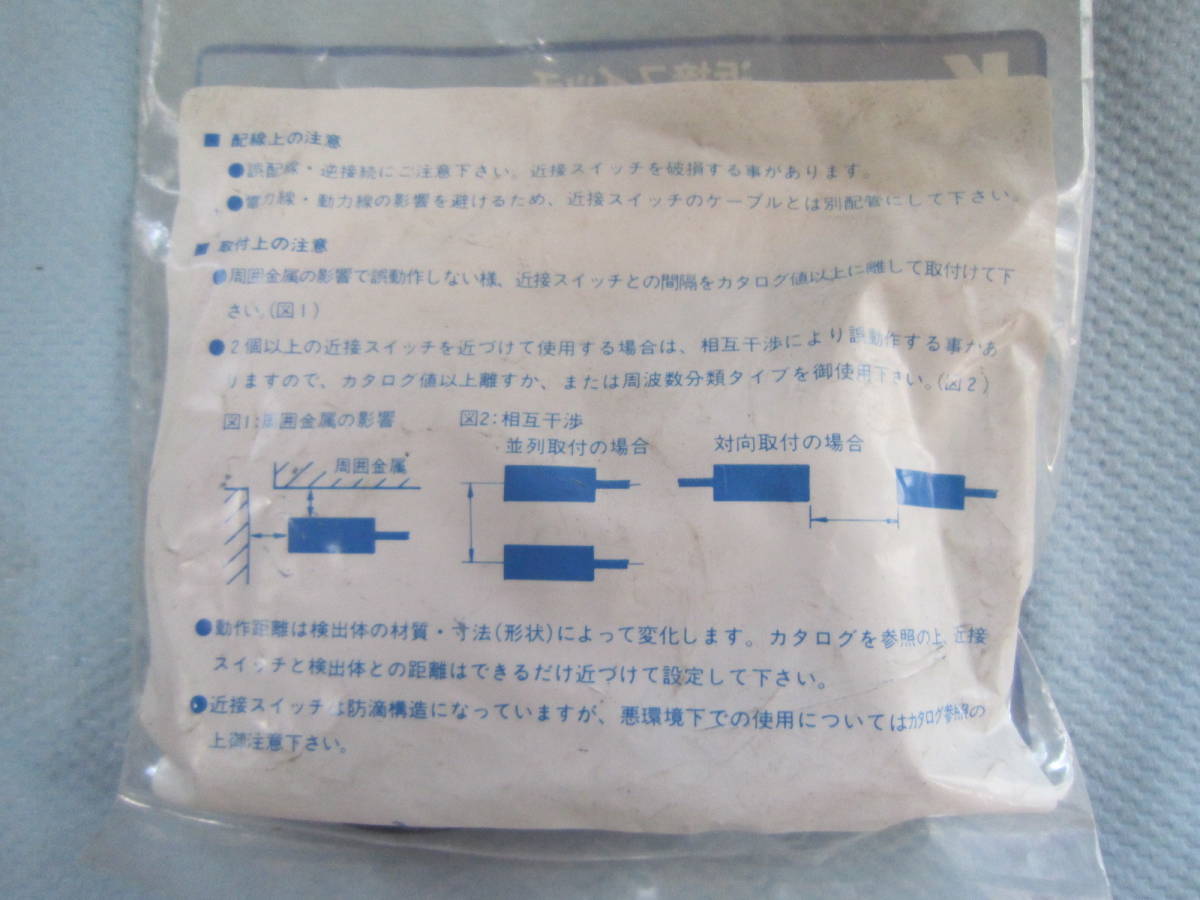 近接スイッチ
■ 配線上の注意
●誤配線・逆接続にご注意下さい。近接スイッチを破損する事があります。
●電力線・動力線の影響を避けるため、近接スイッチのケーブルとは別配管にして下さい。
■ 取付上の注意
●周囲金属の影響で誤動作しない様、近接スイッチとの間隔をカタログ値以上に離して取付けて下
さい。(図1)
●2個以上の近接スイッチを近づけて使用する場合は、相互干渉により誤動作する事があ
りますので、カタログ値以上離すか、または周波数分類タイプを御使用下さい。(図2)
図1:周囲金属の影響
図2:相互干渉
並列取付の場合
対向取付の場合
周囲金属
●動作距離は検出体の材質・寸法(形状)によって変化します。カタログを参照の上、近接
スイッチと検出体との距離はできるだけ近づけて設定して下さい。
●近接スイッチは防滴構造になっていますが、悪環境下での使用についてはカタログ参照の
上御注意下さい。